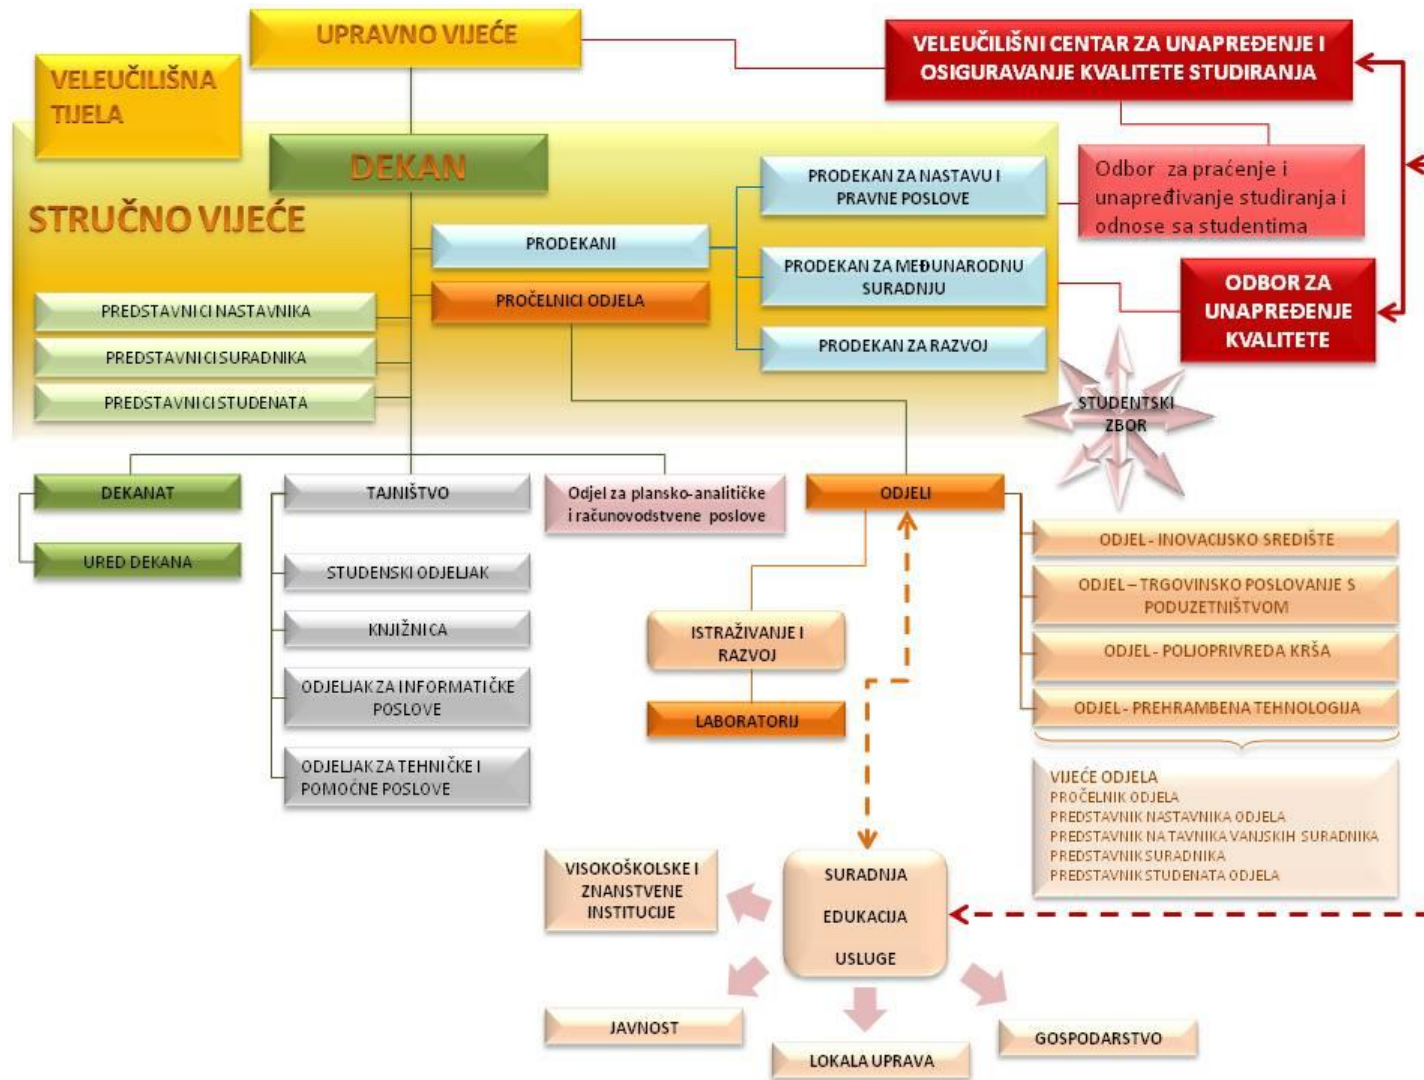 UPRAVNO VIJEĆE
VELEUČILIŠNI CENTAR ZA UNAPREĐENJE I
OSIGURAVANJE KVALITETE STUDIRANJA
VELEUČILIŠNA
TIJELA
DEKAN
STRUČNO VIJEĆE
PRODEKANI
PROČELNICI ODJELA
PRODEKAN ZA NASTAVU I
PRAVNE POSLOVE
PRODEKAN ZA MEĐUNARODNU
SURADNJU
PRODEKAN ZA RAZVOJ
Odbor za praćenje i
unapređivanje studiranja i
odnose sa studentima
ODBOR ZA
UNAPREĐENJE
KVALITETE
PREDSTAVNICI NASTAVNIKA
PREDSTAVNICI SURADNIKA
PREDSTAVNICI STUDENATA
STUDENTSKI
ZBOR
DEKANAT
URED DEKANA
TAJNIŠTVO
STUDENSKI ODJELJAK
KNJIŽNICA
ODJELJAK ZA INFORMATIČKE
POSLOVE
ODJELJAK ZA TEHNIČKE I
POMOĆNE POSLOVE
Odjel za plansko-analitičke
i računovodstvene poslove
ODJELI
ISTRAŽIVANJE I
RAZVOJ
LABORATORIJ
ODJEL - INOVACIJSKO SREDIŠTE
ODJEL – TRGOVINSKO POSLOVANJE S
PODUZETNIŠTVOM
ODJEL - POLJOPRIVREDA KRŠA
ODJEL - PREHRAMBENA TEHNOLOGIJA
VIJEĆE ODJELA
PROČELNIK ODJELA
PREDSTAVNIK NASTAVNIKA ODJELA
PREDSTAVNIK NA TAVNIKA VANJSKIH SURADNIKA
PREDSTAVNIK SURADNIKA
PREDSTAVNIK STUDENATA ODJELA
SURADNJA
EDUKACIJA
USLUGE
VISOKOŠKOLSKE I
ZNANSTVENE
INSTITUCIJE
JAVNOST
LOKALA UPRAVA
GOSPODARSTVO